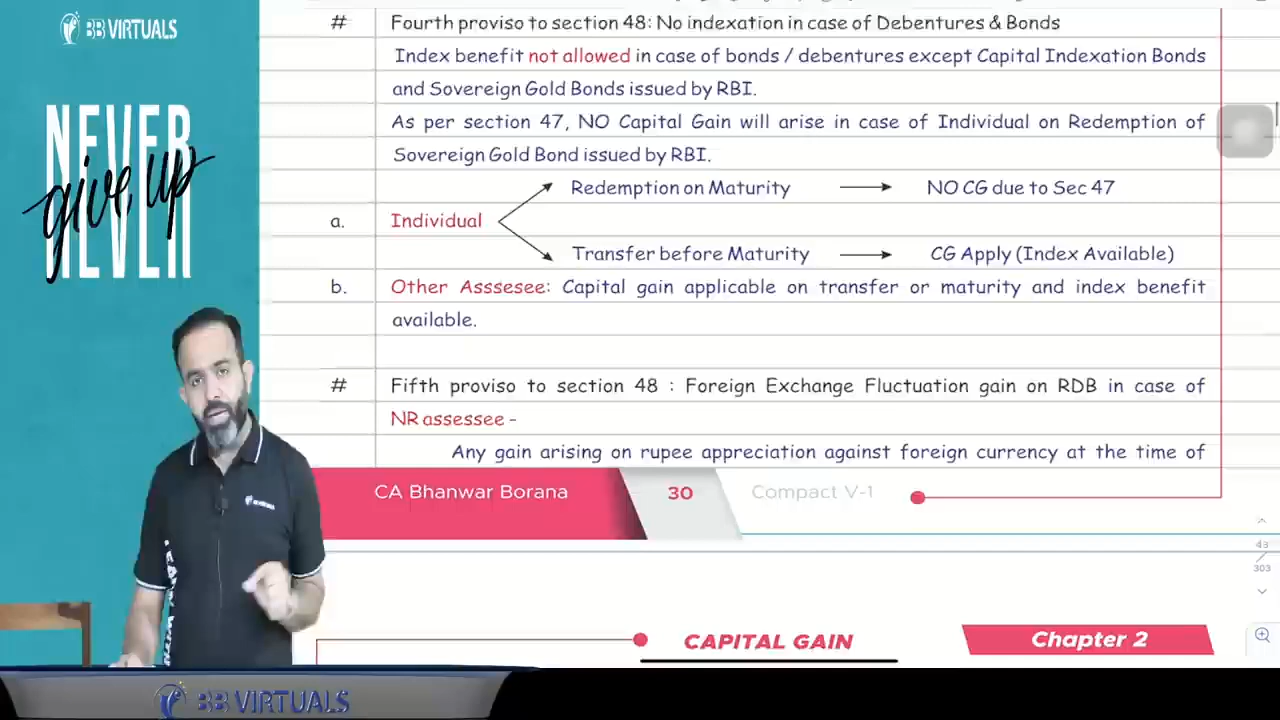 BB VIRTUALS
NEVER
give up
NEVER
# Fourth proviso to section 48: No indexation in case of Debentures & Bonds
Index benefit not allowed in case of bonds / debentures except Capital Indexation Bonds
and Sovereign Gold Bonds issued by RBI.
As per section 47, NO Capital Gain will arise in case of Individual on Redemption of
Sovereign Gold Bond issued by RBI.
Redemption on Maturity NO CG due to Sec 47
a. Individual
Transfer before Maturity CG Apply (Index Available)
b. Other Asssesee: Capital gain applicable on transfer or maturity and index benefit
available.
# Fifth proviso to section 48 : Foreign Exchange Fluctuation gain on RDB in case of
NR assessee -
Any gain arising on rupee appreciation against foreign currency at the time of
CA Bhanwar Borana 30 Compact V-1
43
303
CAPITAL GAIN Chapter 2
BB VIRTUALS